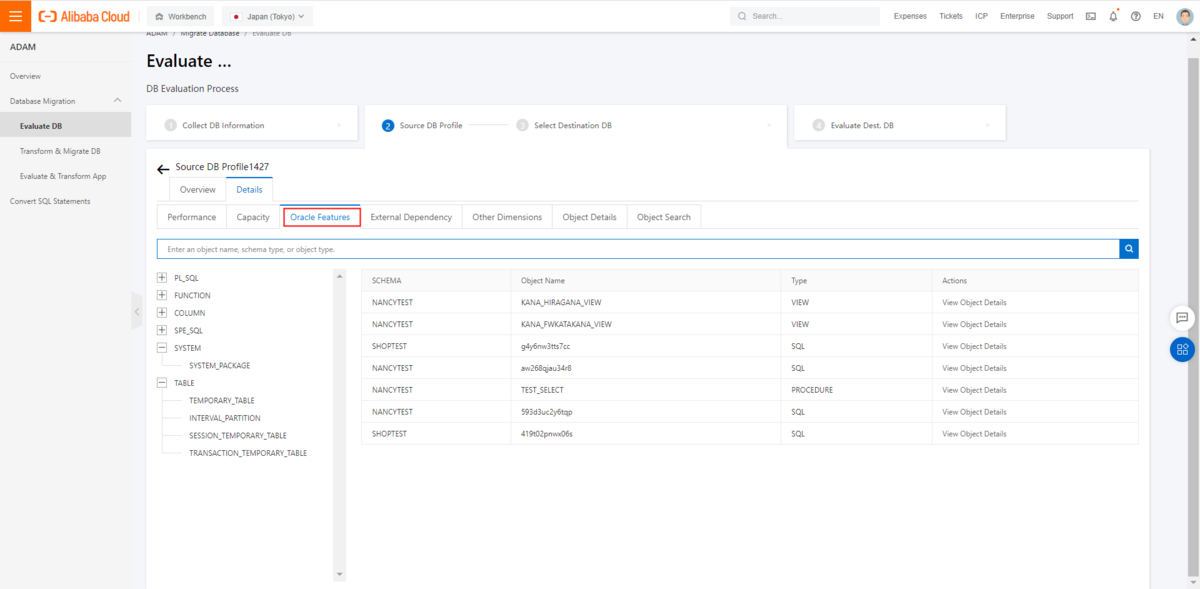 Alibaba Cloud
Workbench
Japan (Tokyo)
Search...
Expenses
Tickets
ICP
Enterprise
Support
EN
ADAM
Overview
Database Migration
Evaluate DB
Transform & Migrate DB
Evaluate & Transform App
Convert SQL Statements
ADAM / Migrate Database / Evaluate DB
Evaluate ...
DB Evaluation Process
1 Collect DB Information
2 Source DB Profile
3 Select Destination DB
4 Evaluate Dest. DB
Source DB Profile1427
Overview Details
Performance Capacity Oracle Features External Dependency Other Dimensions Object Details Object Search
Enter an object name, schema type, or object type.
PL_SQL
FUNCTION
COLUMN
SPE_SQL
SYSTEM
SYSTEM_PACKAGE
TABLE
TEMPORARY_TABLE
INTERVAL_PARTITION
SESSION_TEMPORARY_TABLE
TRANSACTION_TEMPORARY_TABLE
SCHEMA Object Name Type Actions
NANCYTEST KANA_HIRAGANA_VIEW VIEW View Object Details
NANCYTEST KANA_FWKATAKANA_VIEW VIEW View Object Details
SHOPTEST g4y6nw3tts7cc SQL View Object Details
NANCYTEST aw268qjau34r8 SQL View Object Details
NANCYTEST TEST_SELECT PROCEDURE View Object Details
NANCYTEST 593d3uc2y6tqp SQL View Object Details
SHOPTEST 419t02pnwx06s SQL View Object Details